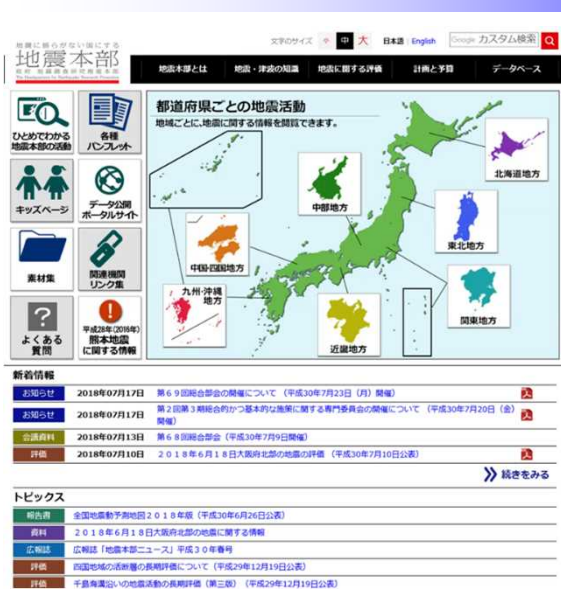 地震に揺らがない国にする
地震本部
政府 地震調査研究推進本部
文字のサイズ 小 中 大 日本語 | English Google カスタム検索
地震本部とは 地震・津波の知識 地震に関する評価 計画と予算 データベース
ひとめでわかる
地震本部の活動
各種
パンフレット
キッズページ
データ公開
ポータルサイト
素材集
関連機関
リンク集
よくある
質問
平成28年(2016年)
熊本地震
に関する情報
都道府県ごとの地震活動
地域ごとに、地震に関する情報を閲覧できます。
北海道地方
中部地方
東北地方
中国・四国地方
九州・沖縄
地方
関東地方
近畿地方
新着情報
お知らせ 2018年07月17日 第69回総合部会の開催について (平成30年7月23日(月)開催)
お知らせ 2018年07月17日 第2回第3期総合的かつ基本的な施策に関する専門委員会の開催について (平成30年7月20日(金)
開催)
会議資料 2018年07月13日 第68回総合部会(平成30年7月9日開催)
評価 2018年07月10日 2018年6月18日大阪府北部の地震の評価 (平成30年7月10日公表)
続きをみる
トピックス
報告書 全国地震動予測地図2018年版(平成30年6月26日公表)
資料 2018年6月18日大阪府北部の地震に関する情報
広報誌 広報誌「地震本部ニュース」平成30年春号
評価 四国地域の活断層の長期評価について(平成29年12月19日公表)
評価 千島海溝沿いの地震活動の長期評価(第三版)(平成29年12月19日公表)